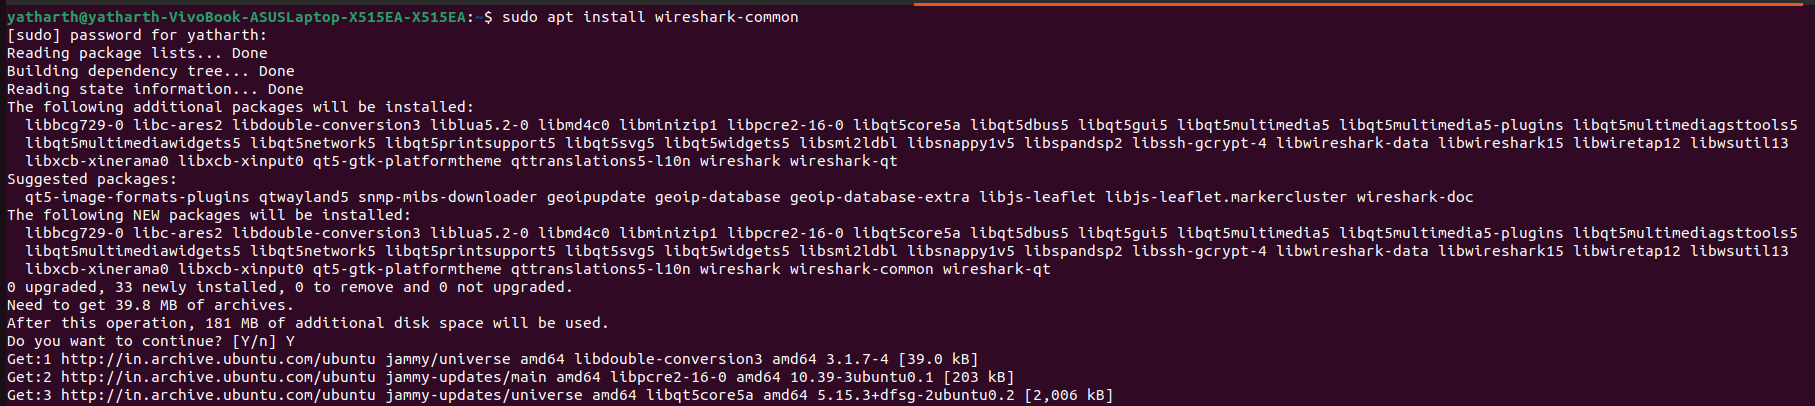 yatharth@yatharth-VivoBook-ASUSLaptop-X515EA-X515EA:~$ sudo apt install wireshark-common
[sudo] password for yatharth:
Reading package lists... Done
Building dependency tree... Done
Reading state information... Done
The following additional packages will be installed:
  libbcg729-0 libc-ares2 libdouble-conversion3 liblua5.2-0 libmd4c0 libminizip1 libpcre2-16-0 libqt5core5a libqt5dbus5 libqt5gui5 libqt5multimedia5 libqt5multimedia5-plugins libqt5multimediagsttools5
  libqt5multimediawidgets5 libqt5network5 libqt5printsupport5 libqt5svg5 libqt5widgets5 libsmi2ldbl libsnappy1v5 libspandsp2 libssh-gcrypt-4 libwireshark-data libwireshark15 libwiretap12 libwsutil13
  libxcb-xinerama0 libxcb-xinput0 qt5-gtk-platformtheme qttranslations5-l10n wireshark wireshark-qt
Suggested packages:
  qt5-image-formats-plugins qtwayland5 snmp-mibs-downloader geoipupdate geoip-database geoip-database-extra libjs-leaflet libjs-leaflet.markercluster wireshark-doc
The following NEW packages will be installed:
  libbcg729-0 libc-ares2 libdouble-conversion3 liblua5.2-0 libmd4c0 libminizip1 libpcre2-16-0 libqt5core5a libqt5dbus5 libqt5gui5 libqt5multimedia5 libqt5multimedia5-plugins libqt5multimediagsttools5
  libqt5multimediawidgets5 libqt5network5 libqt5printsupport5 libqt5svg5 libqt5widgets5 libsmi2ldbl libsnappy1v5 libspandsp2 libssh-gcrypt-4 libwireshark-data libwireshark15 libwiretap12 libwsutil13
  libxcb-xinerama0 libxcb-xinput0 qt5-gtk-platformtheme qttranslations5-l10n wireshark wireshark-common wireshark-qt
0 upgraded, 33 newly installed, 0 to remove and 0 not upgraded.
Need to get 39.8 MB of archives.
After this operation, 181 MB of additional disk space will be used.
Do you want to continue? [Y/n] Y
Get:1 http://in.archive.ubuntu.com/ubuntu jammy/universe amd64 libdouble-conversion3 amd64 3.1.7-4 [39.0 kB]
Get:2 http://in.archive.ubuntu.com/ubuntu jammy-updates/main amd64 libpcre2-16-0 amd64 10.39-3ubuntu0.1 [203 kB]
Get:3 http://in.archive.ubuntu.com/ubuntu jammy-updates/universe amd64 libqt5core5a amd64 5.15.3+dfsg-2ubuntu0.2 [2,006 kB]